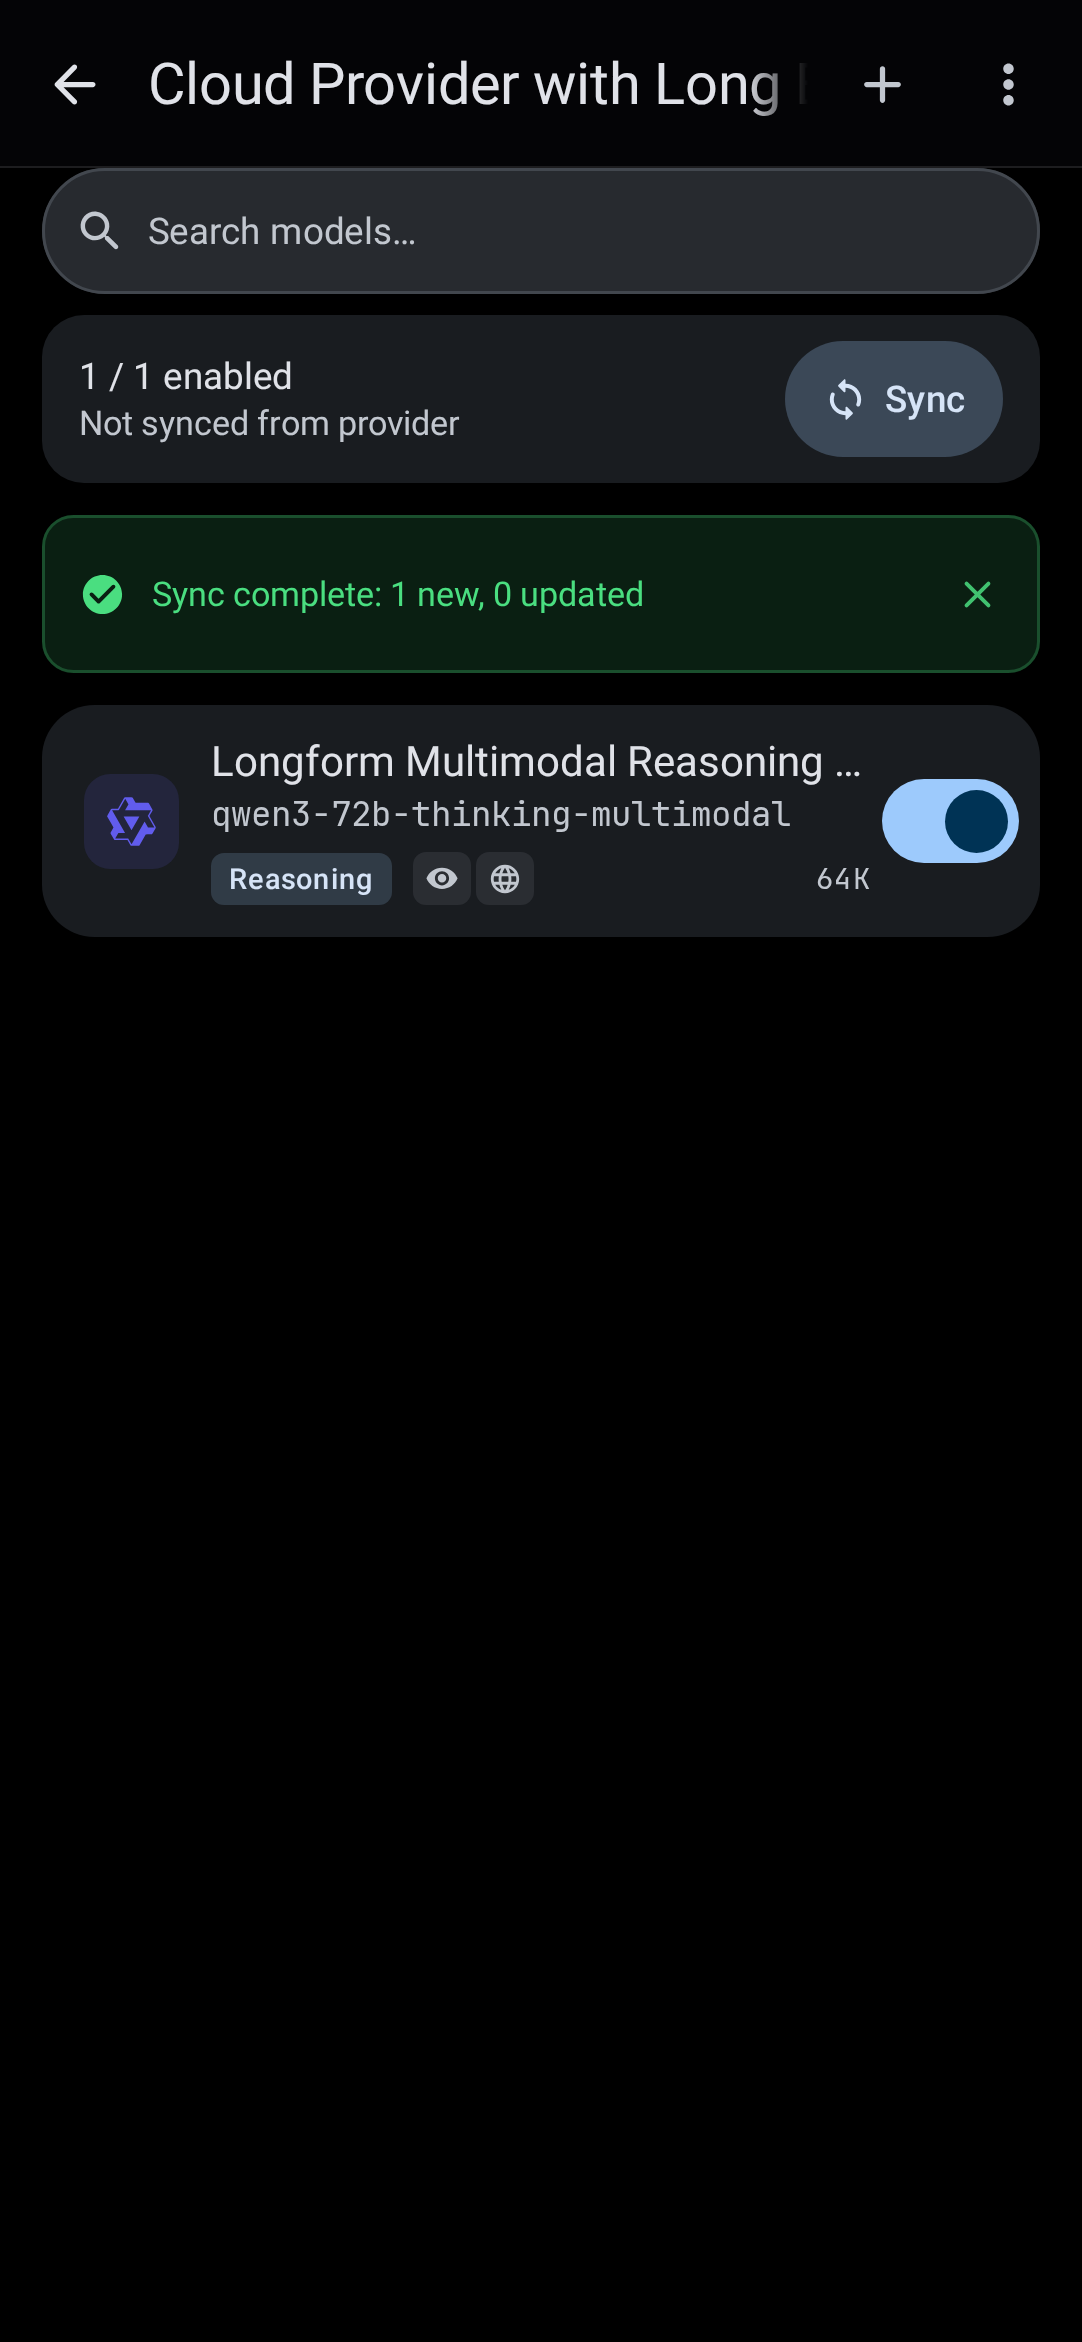 Cloud Provider with Long
Search models…
1 / 1 enabled
Not synced from provider
Sync
Sync complete: 1 new, 0 updated
Longform Multimodal Reasoning …
qwen3-72b-thinking-multimodal
Reasoning
64K